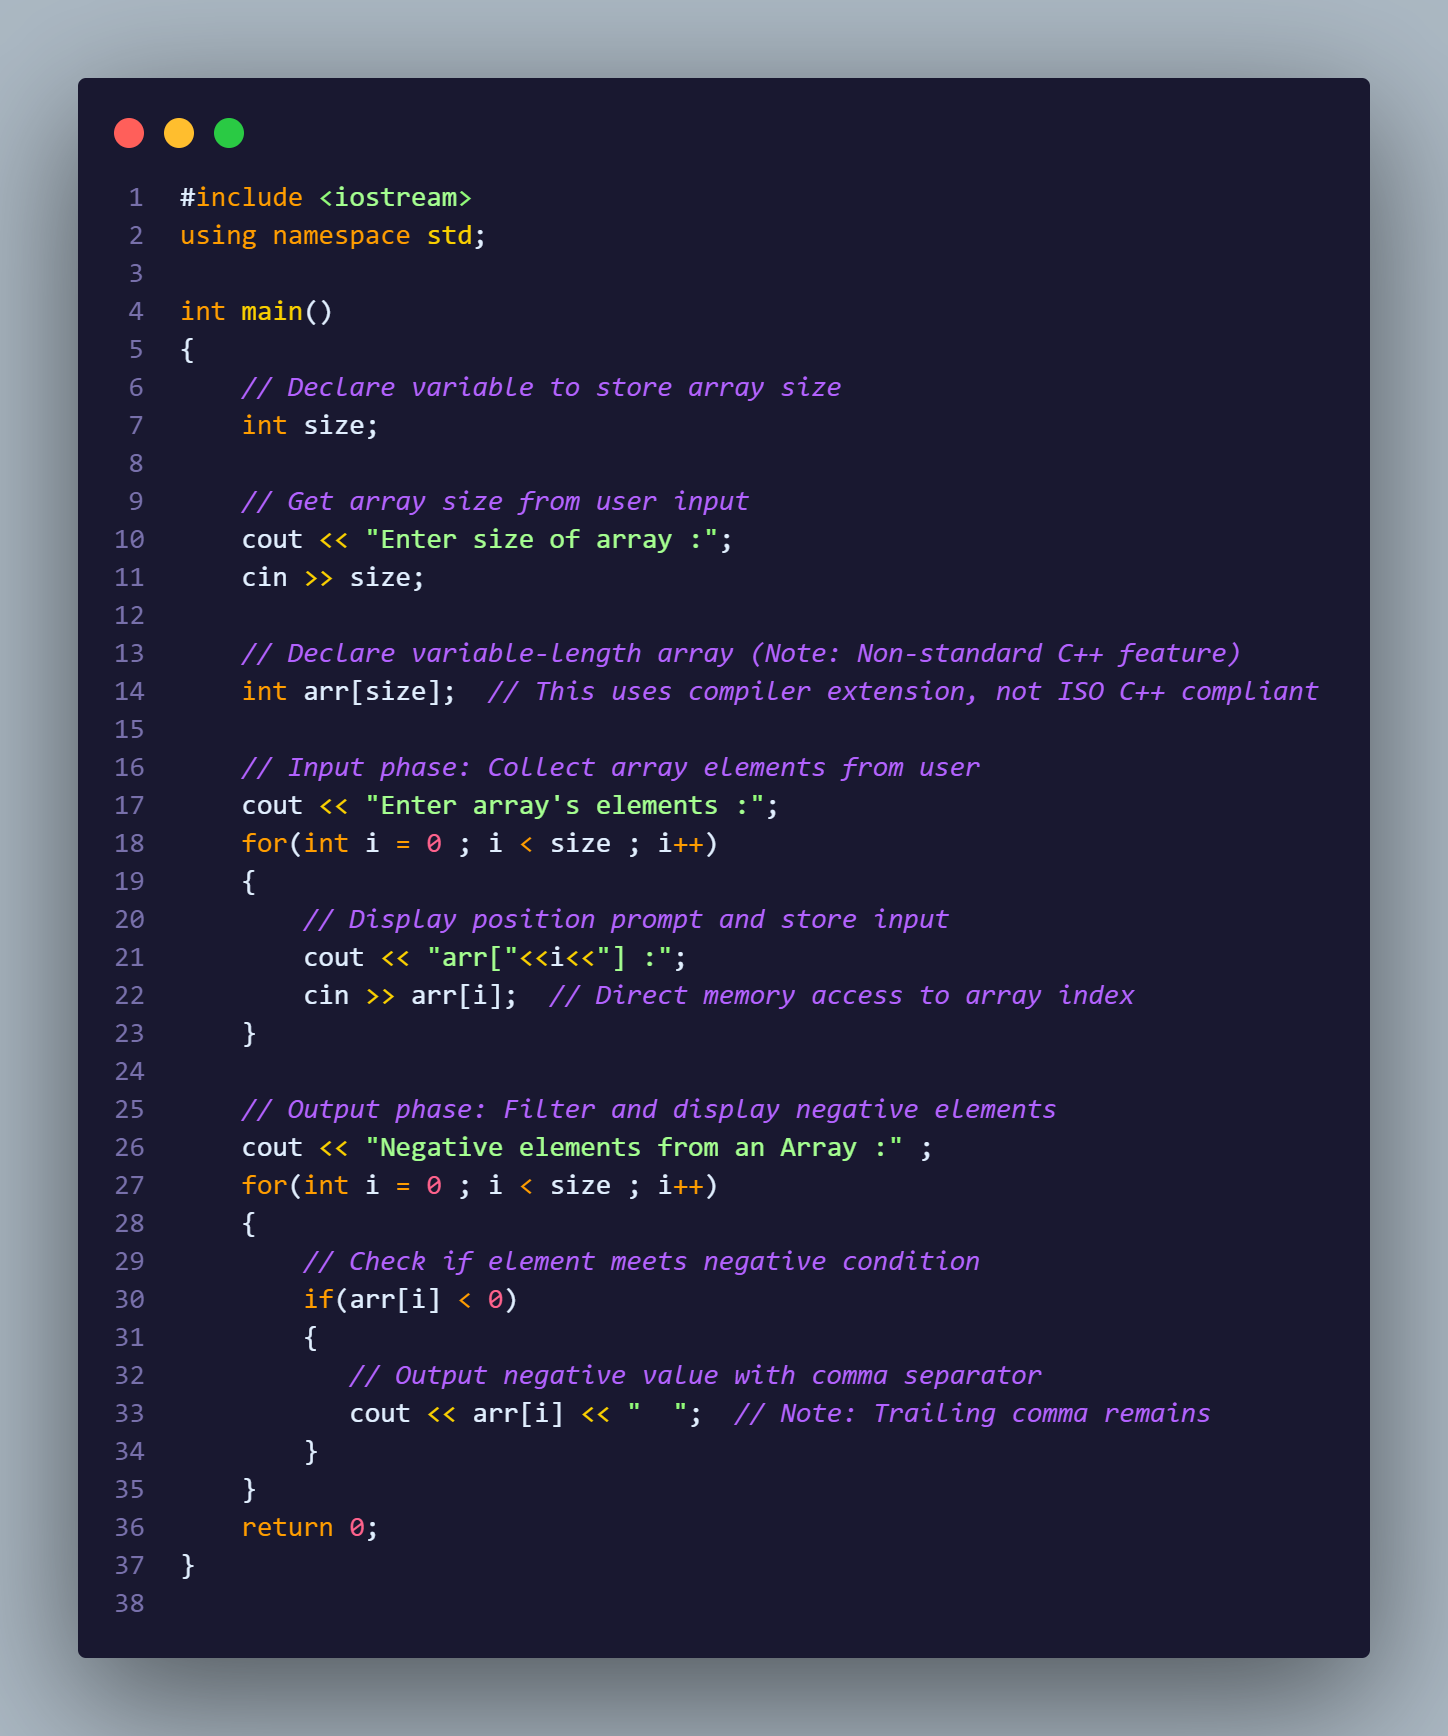 1 #include <iostream>
2 using namespace std;
3
4 int main()
5 {
6     // Declare variable to store array size
7     int size;
8
9     // Get array size from user input
10     cout << "Enter size of array :";
11     cin >> size;
12
13     // Declare variable-length array (Note: Non-standard C++ feature)
14     int arr[size];  // This uses compiler extension, not ISO C++ compliant
15
16     // Input phase: Collect array elements from user
17     cout << "Enter array's elements :";
18     for(int i = 0 ; i < size ; i++)
19     {
20         // Display position prompt and store input
21         cout << "arr["<<i<<"] :";
22         cin >> arr[i];  // Direct memory access to array index
23     }
24
25     // Output phase: Filter and display negative elements
26     cout << "Negative elements from an Array :" ;
27     for(int i = 0 ; i < size ; i++)
28     {
29         // Check if element meets negative condition
30         if(arr[i] < 0)
31         {
32            // Output negative value with comma separator
33            cout << arr[i] << "  ";  // Note: Trailing comma remains
34         }
35     }
36     return 0;
37 }
38